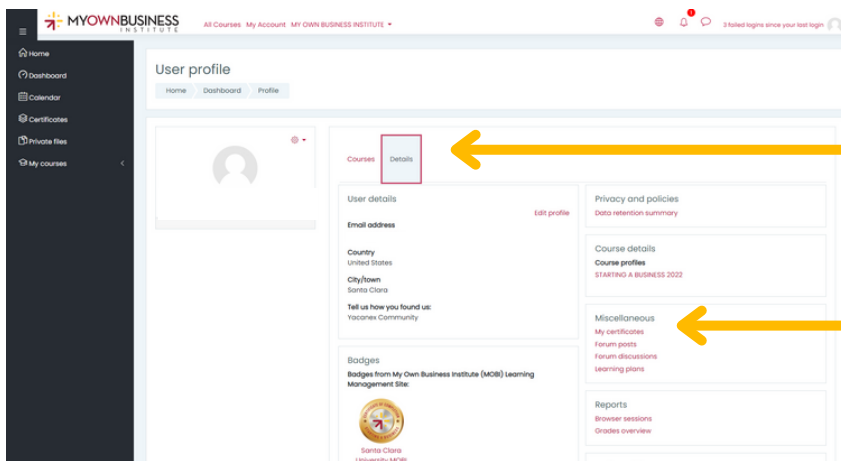 MYOWNBUSINESS
INSTITUTE
All Courses My Account MY OWN BUSINESS INSTITUTE
1
3 failed logins since your last login
Home
Dashboard
Calendar
Certificates
Private files
My courses
User profile
Home Dashboard Profile
Courses Details
User details
Edit profile
Email address
Country
United States
City/town
Santa Clara
Tell us how you found us:
Yacanex Community
Badges
Badges from My Own Business Institute (MOBI) Learning
Management Site:
Santa Clara
University MOBI
Privacy and policies
Data retention summary
Course details
Course profiles
STARTING A BUSINESS 2022
Miscellaneous
My certificates
Forum posts
Forum discussions
Learning plans
Reports
Browser sessions
Grades overview